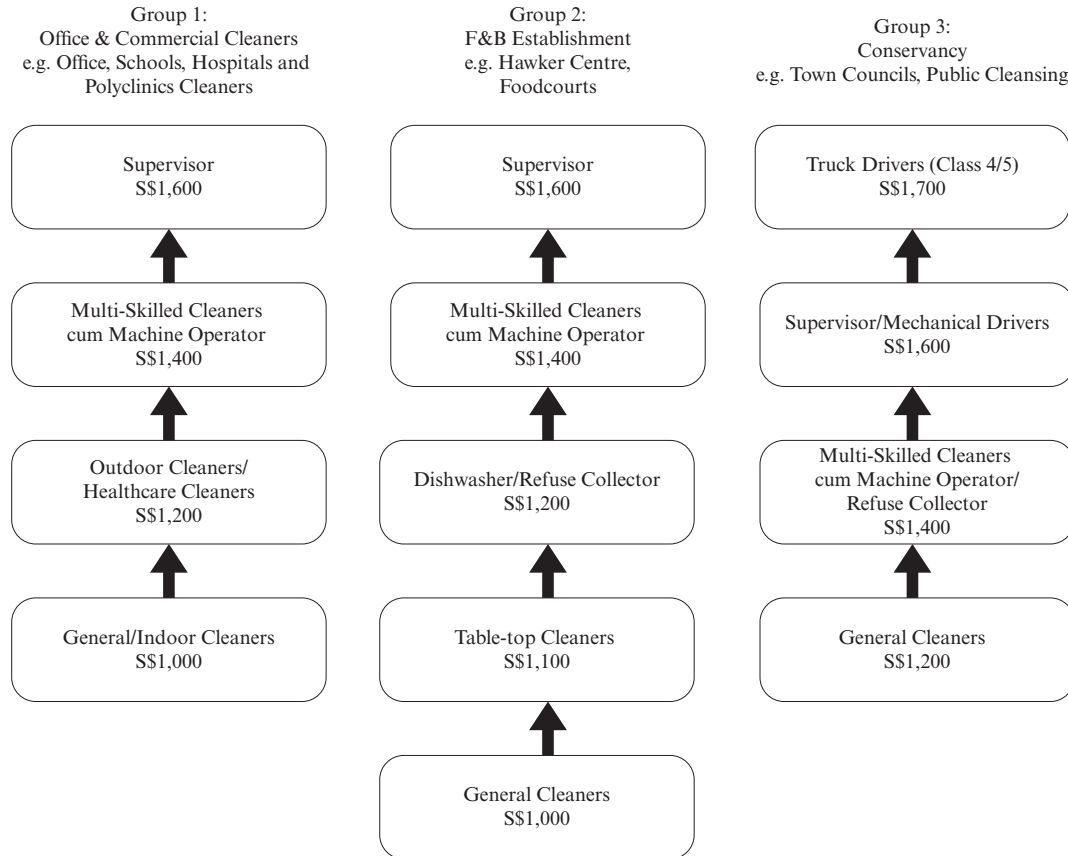 Group 1:
Office & Commercial Cleaners
e.g. Office, Schools, Hospitals and
Polyclinics Cleaners
Supervisor
S$1,600
Multi-Skilled Cleaners
cum Machine Operator
S$1,400
Outdoor Cleaners/
Healthcare Cleaners
S$1,200
General/Indoor Cleaners
S$1,000
Group 2:
F&B Establishment
e.g. Hawker Centre,
Foodcourts
Supervisor
S$1,600
Multi-Skilled Cleaners
cum Machine Operator
S$1,400
Dishwasher/Refuse Collector
S$1,200
Table-top Cleaners
S$1,100
General Cleaners
S$1,000
Group 3:
Conservancy
e.g. Town Councils, Public Cleansing
Truck Drivers (Class 4/5)
S$1,700
Supervisor/Mechanical Drivers
S$1,600
Multi-Skilled Cleaners
cum Machine Operator/
Refuse Collector
S$1,400
General Cleaners
S$1,200